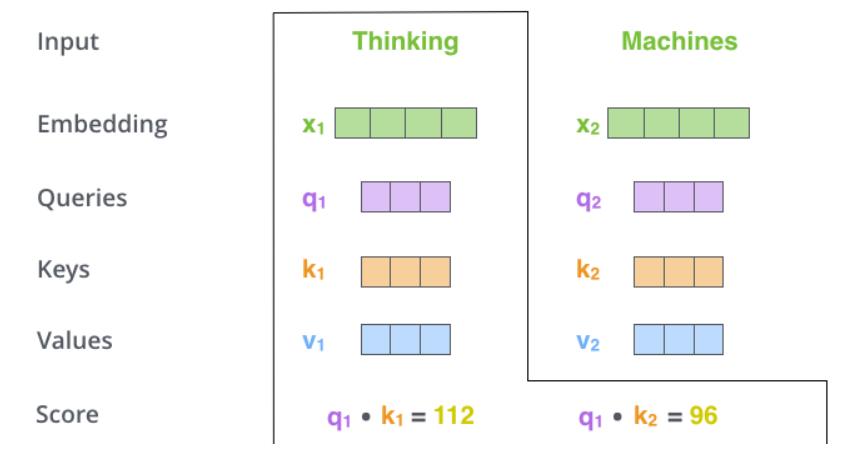 Input Thinking Machines
Embedding x₁ x₂
Queries q₁ q₂
Keys k₁ k₂
Values v₁ v₂
Score q₁ • k₁ = 112 q₁ • k₂ = 96